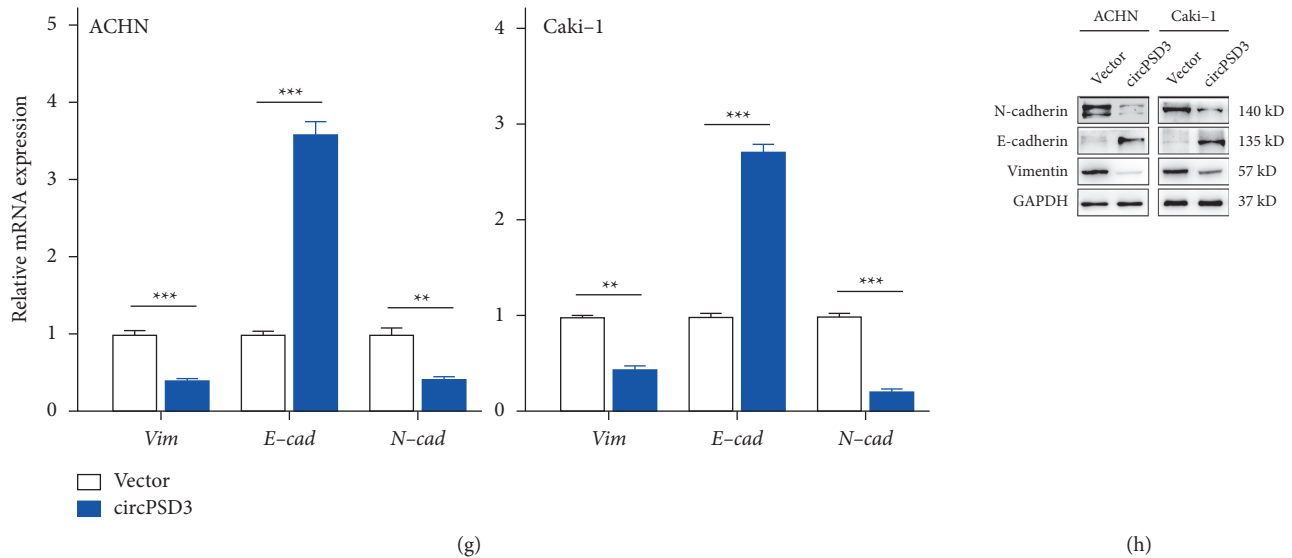 ACHN
Relative mRNA expression
5
4
3
2
1
0
***
***
**
Vim
E–cad
N–cad
Caki–1
4
3
2
1
0
**
***
***
Vim
E–cad
N–cad
Vector
circPSD3
(g)
ACHN Caki–1
Vector circPSD3 Vector circPSD3
N-cadherin 140 kD
E-cadherin 135 kD
Vimentin 57 kD
GAPDH 37 kD
(h)